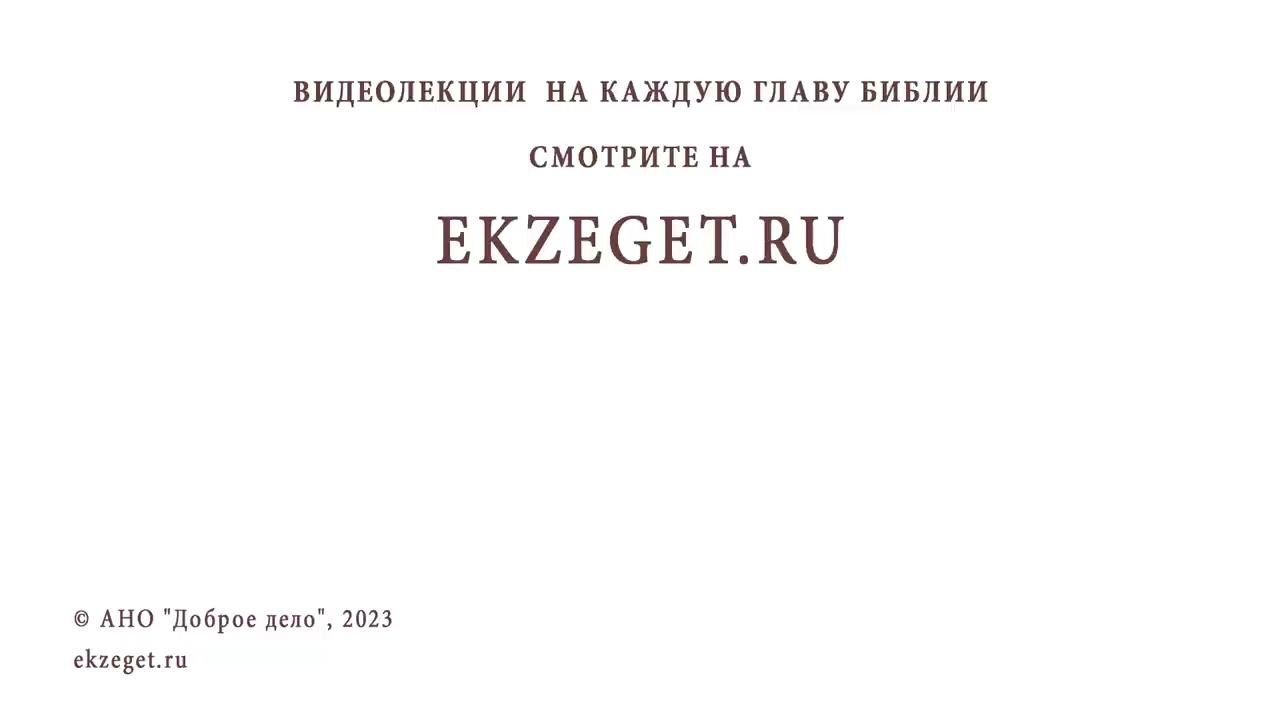 ВИДЕОЛЕКЦИИ НА КАЖДУЮ ГЛАВУ БИБЛИИ
СМОТРИТЕ НА
EKZEGET.RU
© АНО "Доброе дело", 2023
ekzeget.ru